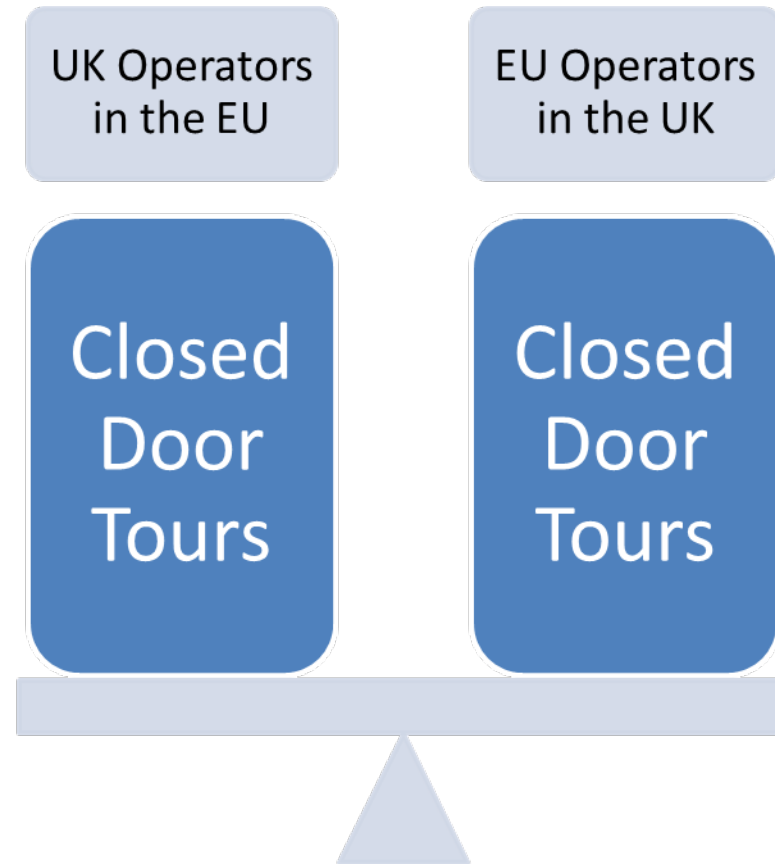 UK Operators
in the EU
EU Operators
in the UK
Closed
Door
Tours
Closed
Door
Tours